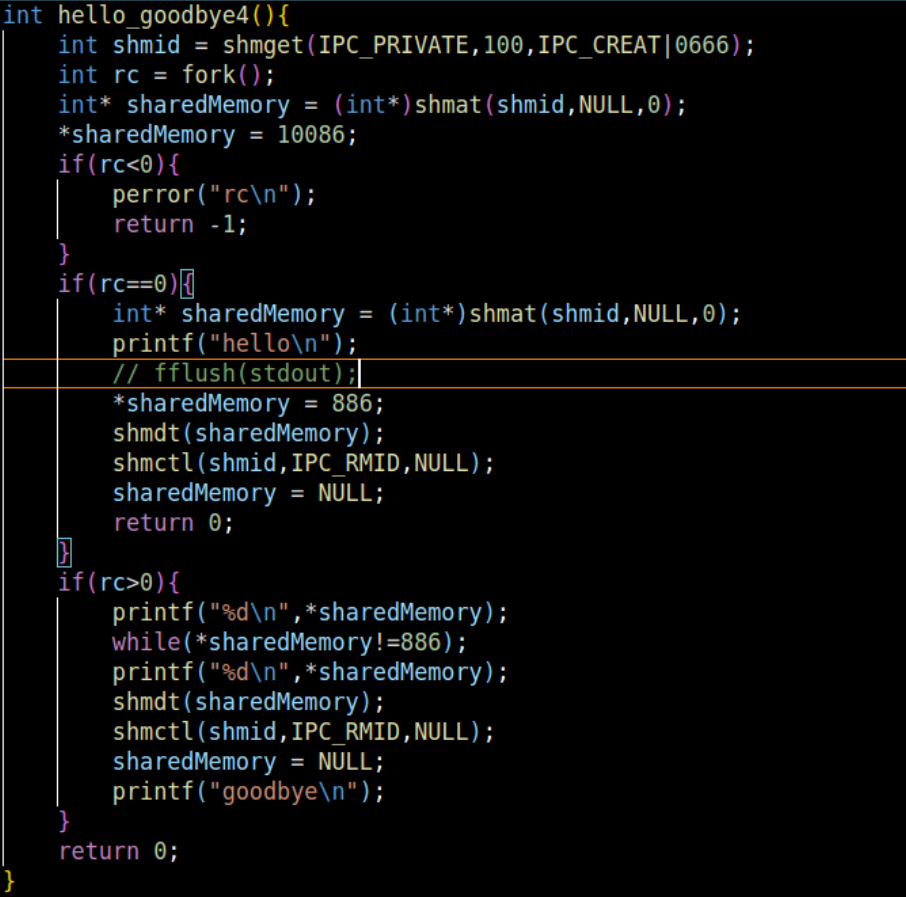 int hello_goodbye4(){
    int shmid = shmget(IPC_PRIVATE,100,IPC_CREAT|0666);
    int rc = fork();
    int* sharedMemory = (int*)shmat(shmid,NULL,0);
    *sharedMemory = 10086;
    if(rc<0){
        perror("rc\n");
        return -1;
    }
    if(rc==0){
        int* sharedMemory = (int*)shmat(shmid,NULL,0);
        printf("hello\n");
        // fflush(stdout);
        *sharedMemory = 886;
        shmdt(sharedMemory);
        shmctl(shmid,IPC_RMID,NULL);
        sharedMemory = NULL;
        return 0;
    }
    if(rc>0){
        printf("%d\n",*sharedMemory);
        while(*sharedMemory!=886);
        printf("%d\n",*sharedMemory);
        shmdt(sharedMemory);
        shmctl(shmid,IPC_RMID,NULL);
        sharedMemory = NULL;
        printf("goodbye\n");
    }
    return 0;
}